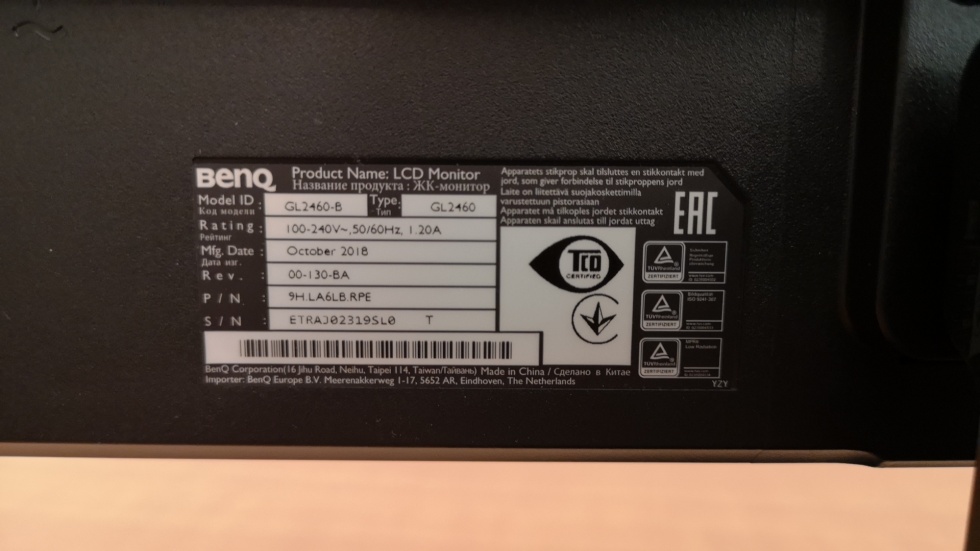 BenQ
Product Name: LCD Monitor
Название продукта : ЖК-монитор
Model ID : GL2460-B Type. GL2460
Код модели Тип
Rating : 100-240V~,50/60Hz, 1.20A
Рейтинг
Mfg. Date : October 2018
Дата изг.
Rev. : 00-130-BA
P / N : 9H.LA6LB.RPE
S / N : ETRAJ02319SL0 T
BenQ Corporation(16 Jihu Road, Neihu, Taipei 114, Taiwan/Тайвань) Made in China / Сделано в Китае
Importer: BenQ Europe B.V. Meerenakkerweg 1-17, 5652 AR, Eindhoven, The Netherlands
Apparatets stikprop skal tilsluttes en stikkontakt med
jord, som giver forbindelse til stikproppens jord
Laite on liitettävä suojakoskettimilla
varustettuun pistorasiaan
Apparatet må tilkoples jordet stikkontakt
Apparaten skall anslutas till jordat uttag
EAC
TCO
CERTIFIED
TÜVRheinland
CERTIFIED
TÜVRheinland
CERTIFIED
TÜVRheinland
CERTIFIED
YZY